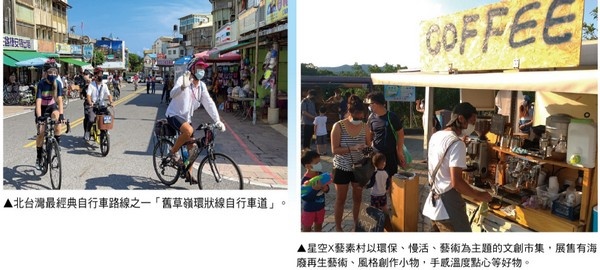 COFFEE
▲北台灣最經典自行車路線之一「舊草嶺環狀線自行車道」。
▲星空X藝素村以環保、慢活、藝術為主題的文創市集，展售有海
廢再生藝術、風格創作小物，手感溫度點心等好物。